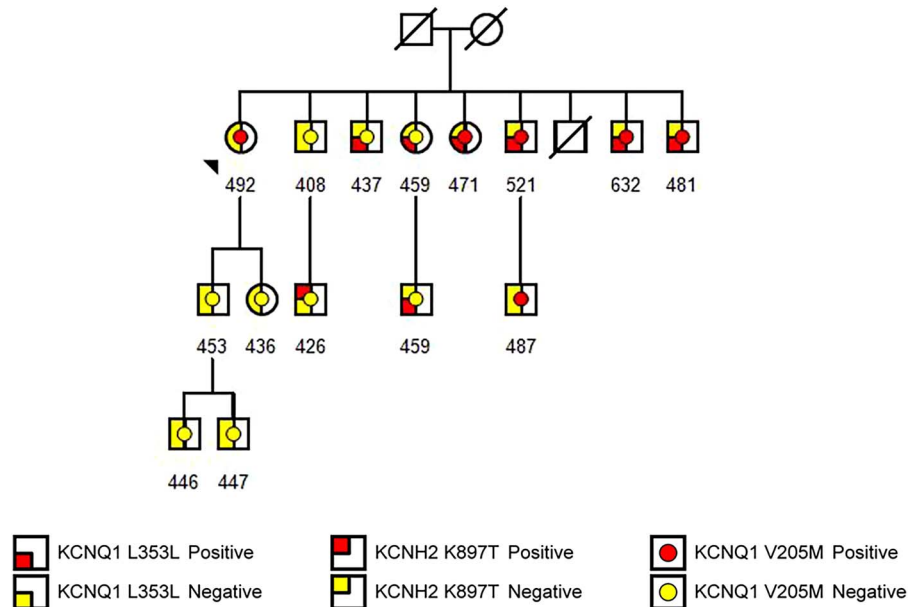 492 408 437 459 471 521 632 481
453 436 426 459 487
446 447
KCNQ1 L353L Positive KCNH2 K897T Positive KCNQ1 V205M Positive
KCNQ1 L353L Negative KCNH2 K897T Negative KCNQ1 V205M Negative